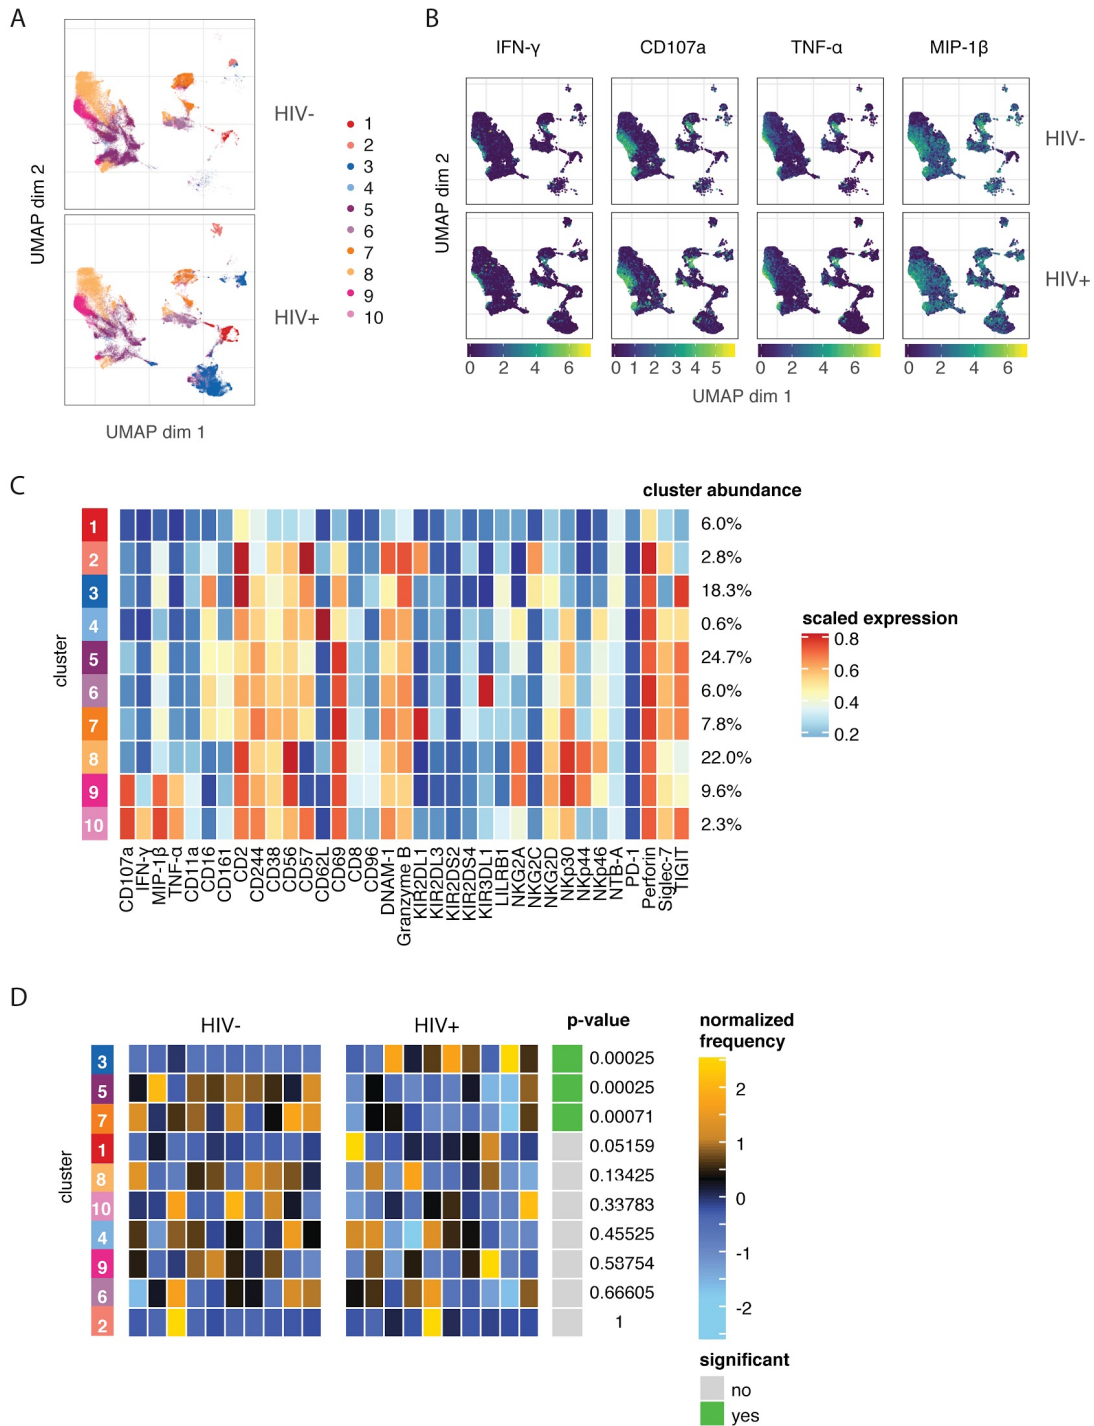 A
HIV-
HIV+
UMAP dim 2
UMAP dim 1
1
2
3
4
5
6
7
8
9
10
B
IFN-γ
CD107a
TNF-α
MIP-1β
UMAP dim 2
HIV-
HIV+
0 2 4 6
0 1 2 3 4 5
0 2 4 6
0 2 4 6
UMAP dim 1
C
cluster abundance
cluster
1 6.0%
2 2.8%
3 18.3%
4 0.6%
5 24.7%
6 6.0%
7 7.8%
8 22.0%
9 9.6%
10 2.3%
CD107a
IFN-γ
MIP-1β
TNF-α
CD11a
CD16
CD161
CD2
CD244
CD38
CD56
CD57
CD62L
CD69
CD8
CD96
DNAM-1
Granzyme B
KIR2DL1
KIR2DL3
KIR2DS2
KIR2DS4
KIR3DL1
LILRB1
NKG2A
NKG2C
NKG2D
NKp30
NKp44
NKp46
NTB-A
PD-1
Perforin
Siglec-7
TIGIT
scaled expression
0.8
0.6
0.4
0.2
D
HIV-
HIV+
p-value
cluster
3 0.00025
5 0.00025
7 0.00071
1 0.05159
8 0.13425
10 0.33783
4 0.45525
9 0.58754
6 0.66605
2 1
normalized
frequency
2
1
0
-1
-2
significant
no
yes